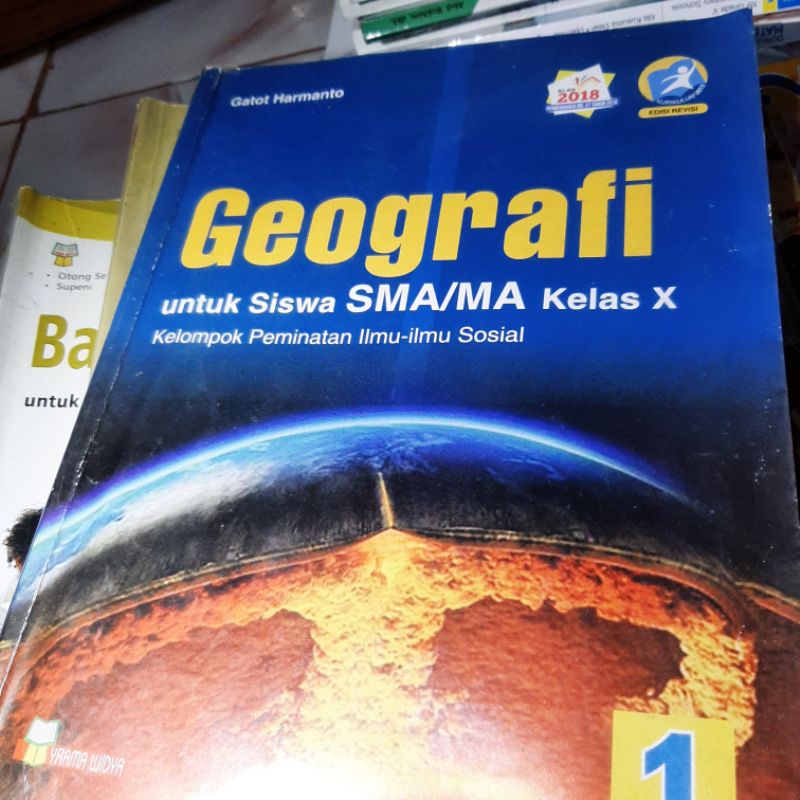 Gatot Harmanto
2018
EDISI REVISI
Geografi
untuk Siswa SMA/MA Kelas X
Kelompok Peminatan Ilmu-ilmu Sosial
YRAMA WIDYA
1
• Otong Se
• Supeni
Ba
untuk